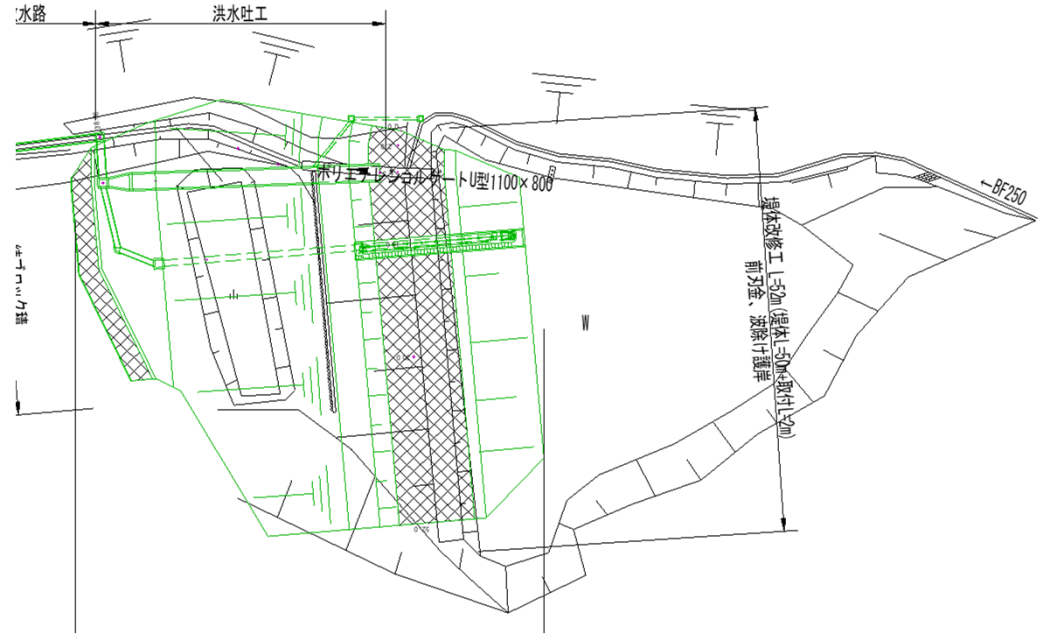 水路
洪水吐工
ポリエチレンコルゲートU型1100×800
←BF250
堤体改修工 L=52m(堤体L=50m+取付L=2m)
前刃金、波除け護岸
W